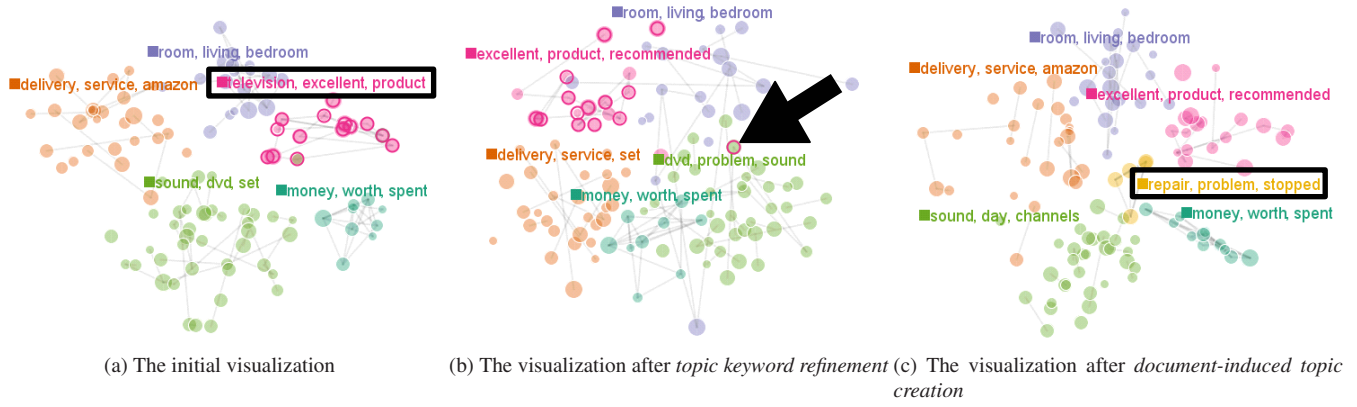 room, living, bedroom
television, excellent, product
delivery, service, amazon
sound, dvd, set
money, worth, spent
(a) The initial visualization
room, living, bedroom
excellent, product, recommended
delivery, service, set
dvd, problem, sound
money, worth, spent
(b) The visualization after topic keyword refinement
room, living, bedroom
delivery, service, amazon
excellent, product, recommended
repair, problem, stopped
sound, day, channels
money, worth, spent
(c) The visualization after document-induced topic
creation